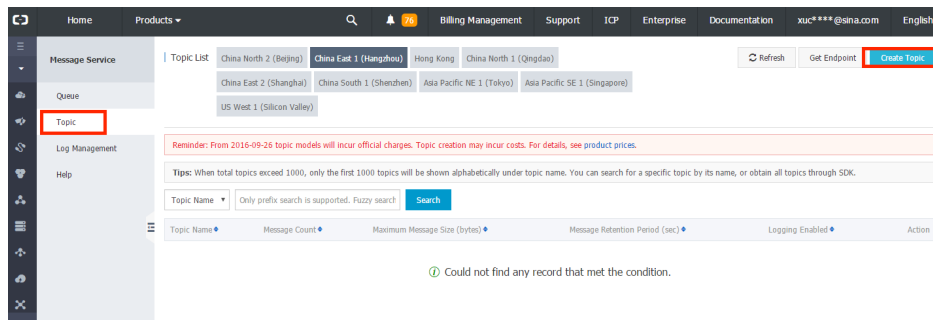 Home Products 76 Billing Management Support ICP Enterprise Documentation xuc****@sina.com English
Message Service
Queue
Topic
Log Management
Help
Topic List China North 2 (Beijing) China East 1 (Hangzhou) Hong Kong China North 1 (Qingdao) Refresh Get Endpoint Create Topic
China East 2 (Shanghai) China South 1 (Shenzhen) Asia Pacific NE 1 (Tokyo) Asia Pacific SE 1 (Singapore)
US West 1 (Silicon Valley)
Reminder: From 2016-09-26 topic models will incur official charges. Topic creation may incur costs. For details, see product prices.
Tips: When total topics exceed 1000, only the first 1000 topics will be shown alphabetically under topic name. You can search for a specific topic by its name, or obtain all topics through SDK.
Topic Name Only prefix search is supported. Fuzzy search Search
Topic Name Message Count Maximum Message Size (bytes) Message Retention Period (sec) Logging Enabled Action
Could not find any record that met the condition.